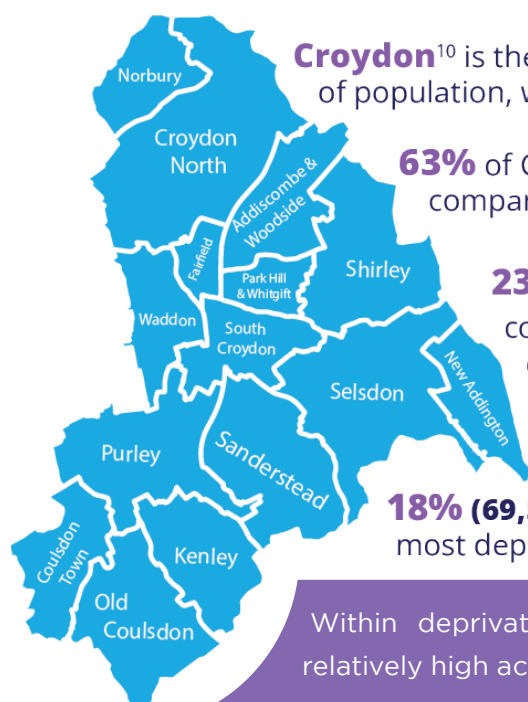 Norbury
Croydon
North
Addiscombe &
Woodside
Fairfield
Park Hill
& Whitgift
Shirley
Waddon
South
Croydon
Selsdon
New Addington
Purley
Sanderstead
Coulsdon
Town
Kenley
Old
Coulsdon
Croydon10 is the
of population, w
63% of C
compar
23
co
18% (69,
most dep
Within deprivat
relatively high ac